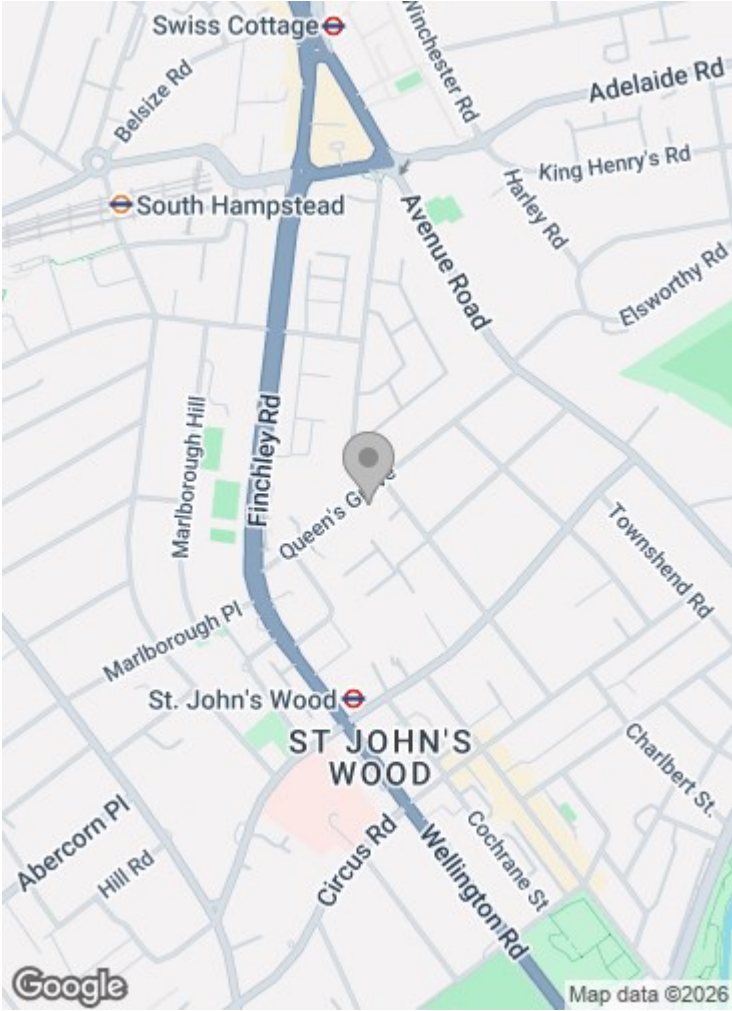 Swiss Cottage
Winchester Rd
Belsize Rd
Adelaide Rd
King Henry's Rd
South Hampstead
Harley Rd
Avenue Road
Elsworthy Rd
Marlborough Hill
Finchley Rd
Queen's Grove
Townshend Rd
Marlborough Pl
St. John's Wood
ST JOHN'S
WOOD
Charlbert St.
Abercorn Pl
Hill Rd
Circus Rd
Wellington Rd
Cochrane St
Google
Map data ©2026